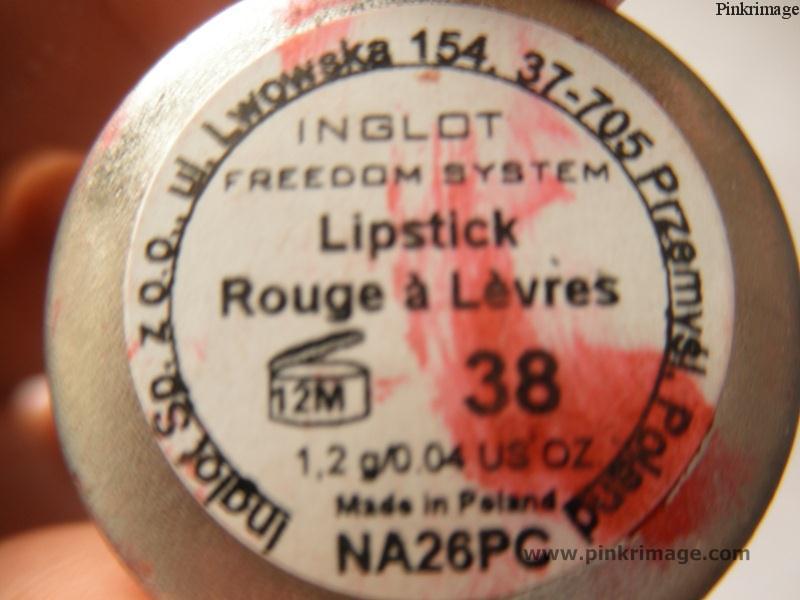 Pinkrimage
Inglot Sp. z o.o., ul. Lwowska 154, 37-705 Przemyśl, Poland
INGLOT
FREEDOM SYSTEM
Lipstick
Rouge à Lèvres
12M
38
1,2 g/0.04 US OZ
Made in Poland
NA26PC
www.pinkrimage.com